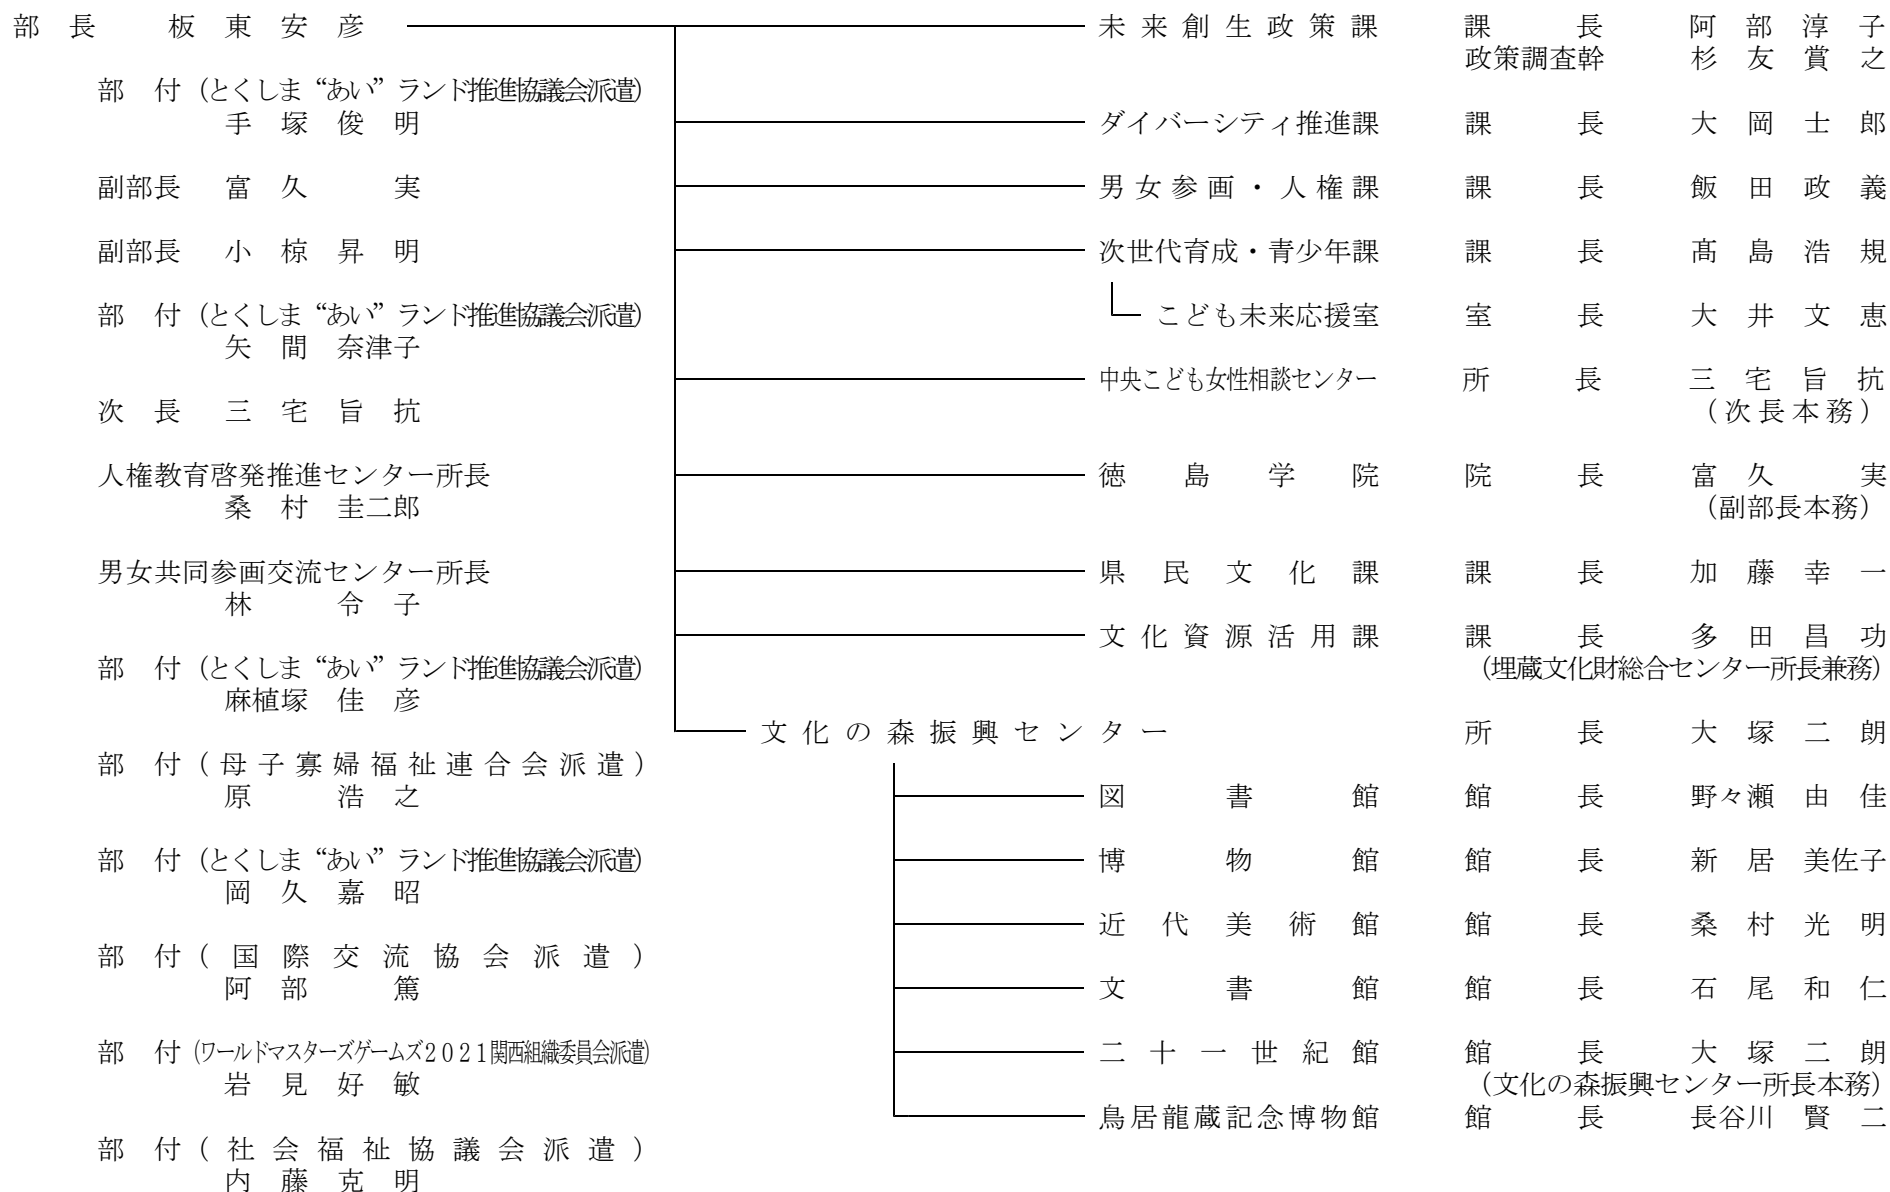 部長 板東安彦
部付(とくしま“あい”ランド推進協議会派遣)
手塚俊明
副部長 富久 実
副部長 小椋昇明
部付(とくしま“あい”ランド推進協議会派遣)
矢間 奈津子
次長 三宅旨抗
人権教育啓発推進センター所長
桑村 圭二郎
男女共同参画交流センター所長
林 令子
部付(とくしま“あい”ランド推進協議会派遣)
麻植塚 佳彦
部付(母子寡婦福祉連合会派遣)
原 浩之
部付(とくしま“あい”ランド推進協議会派遣)
岡久嘉昭
部付(国際交流協会派遣)
阿部 篤
部付(ワールドマスターズゲームズ2021関西組織委員会派遣)
岩見好敏
部付(社会福祉協議会派遣)
内藤克明
未来創生政策課 課長 阿部淳子
政策調査幹 杉友賞之
ダイバーシティ推進課 課長 大岡士郎
男女参画・人権課 課長 飯田政義
次世代育成・青少年課 課長 髙島浩規
こども未来応援室 室長 大井文恵
中央こども女性相談センター 所長 三宅旨抗
(次長本務)
徳島学院 院長 富久 実
(副部長本務)
県民文化課 課長 加藤幸一
文化資源活用課 課長 多田昌功
(埋蔵文化財総合センター所長兼務)
文化の森振興センター 所長 大塚二朗
図書館 館長 野々瀬 由佳
博物館 館長 新居 美佐子
近代美術館 館長 桑村光明
文書館 館長 石尾和仁
二十一世紀館 館長 大塚二朗
(文化の森振興センター所長本務)
鳥居龍蔵記念博物館 館長 長谷川 賢二